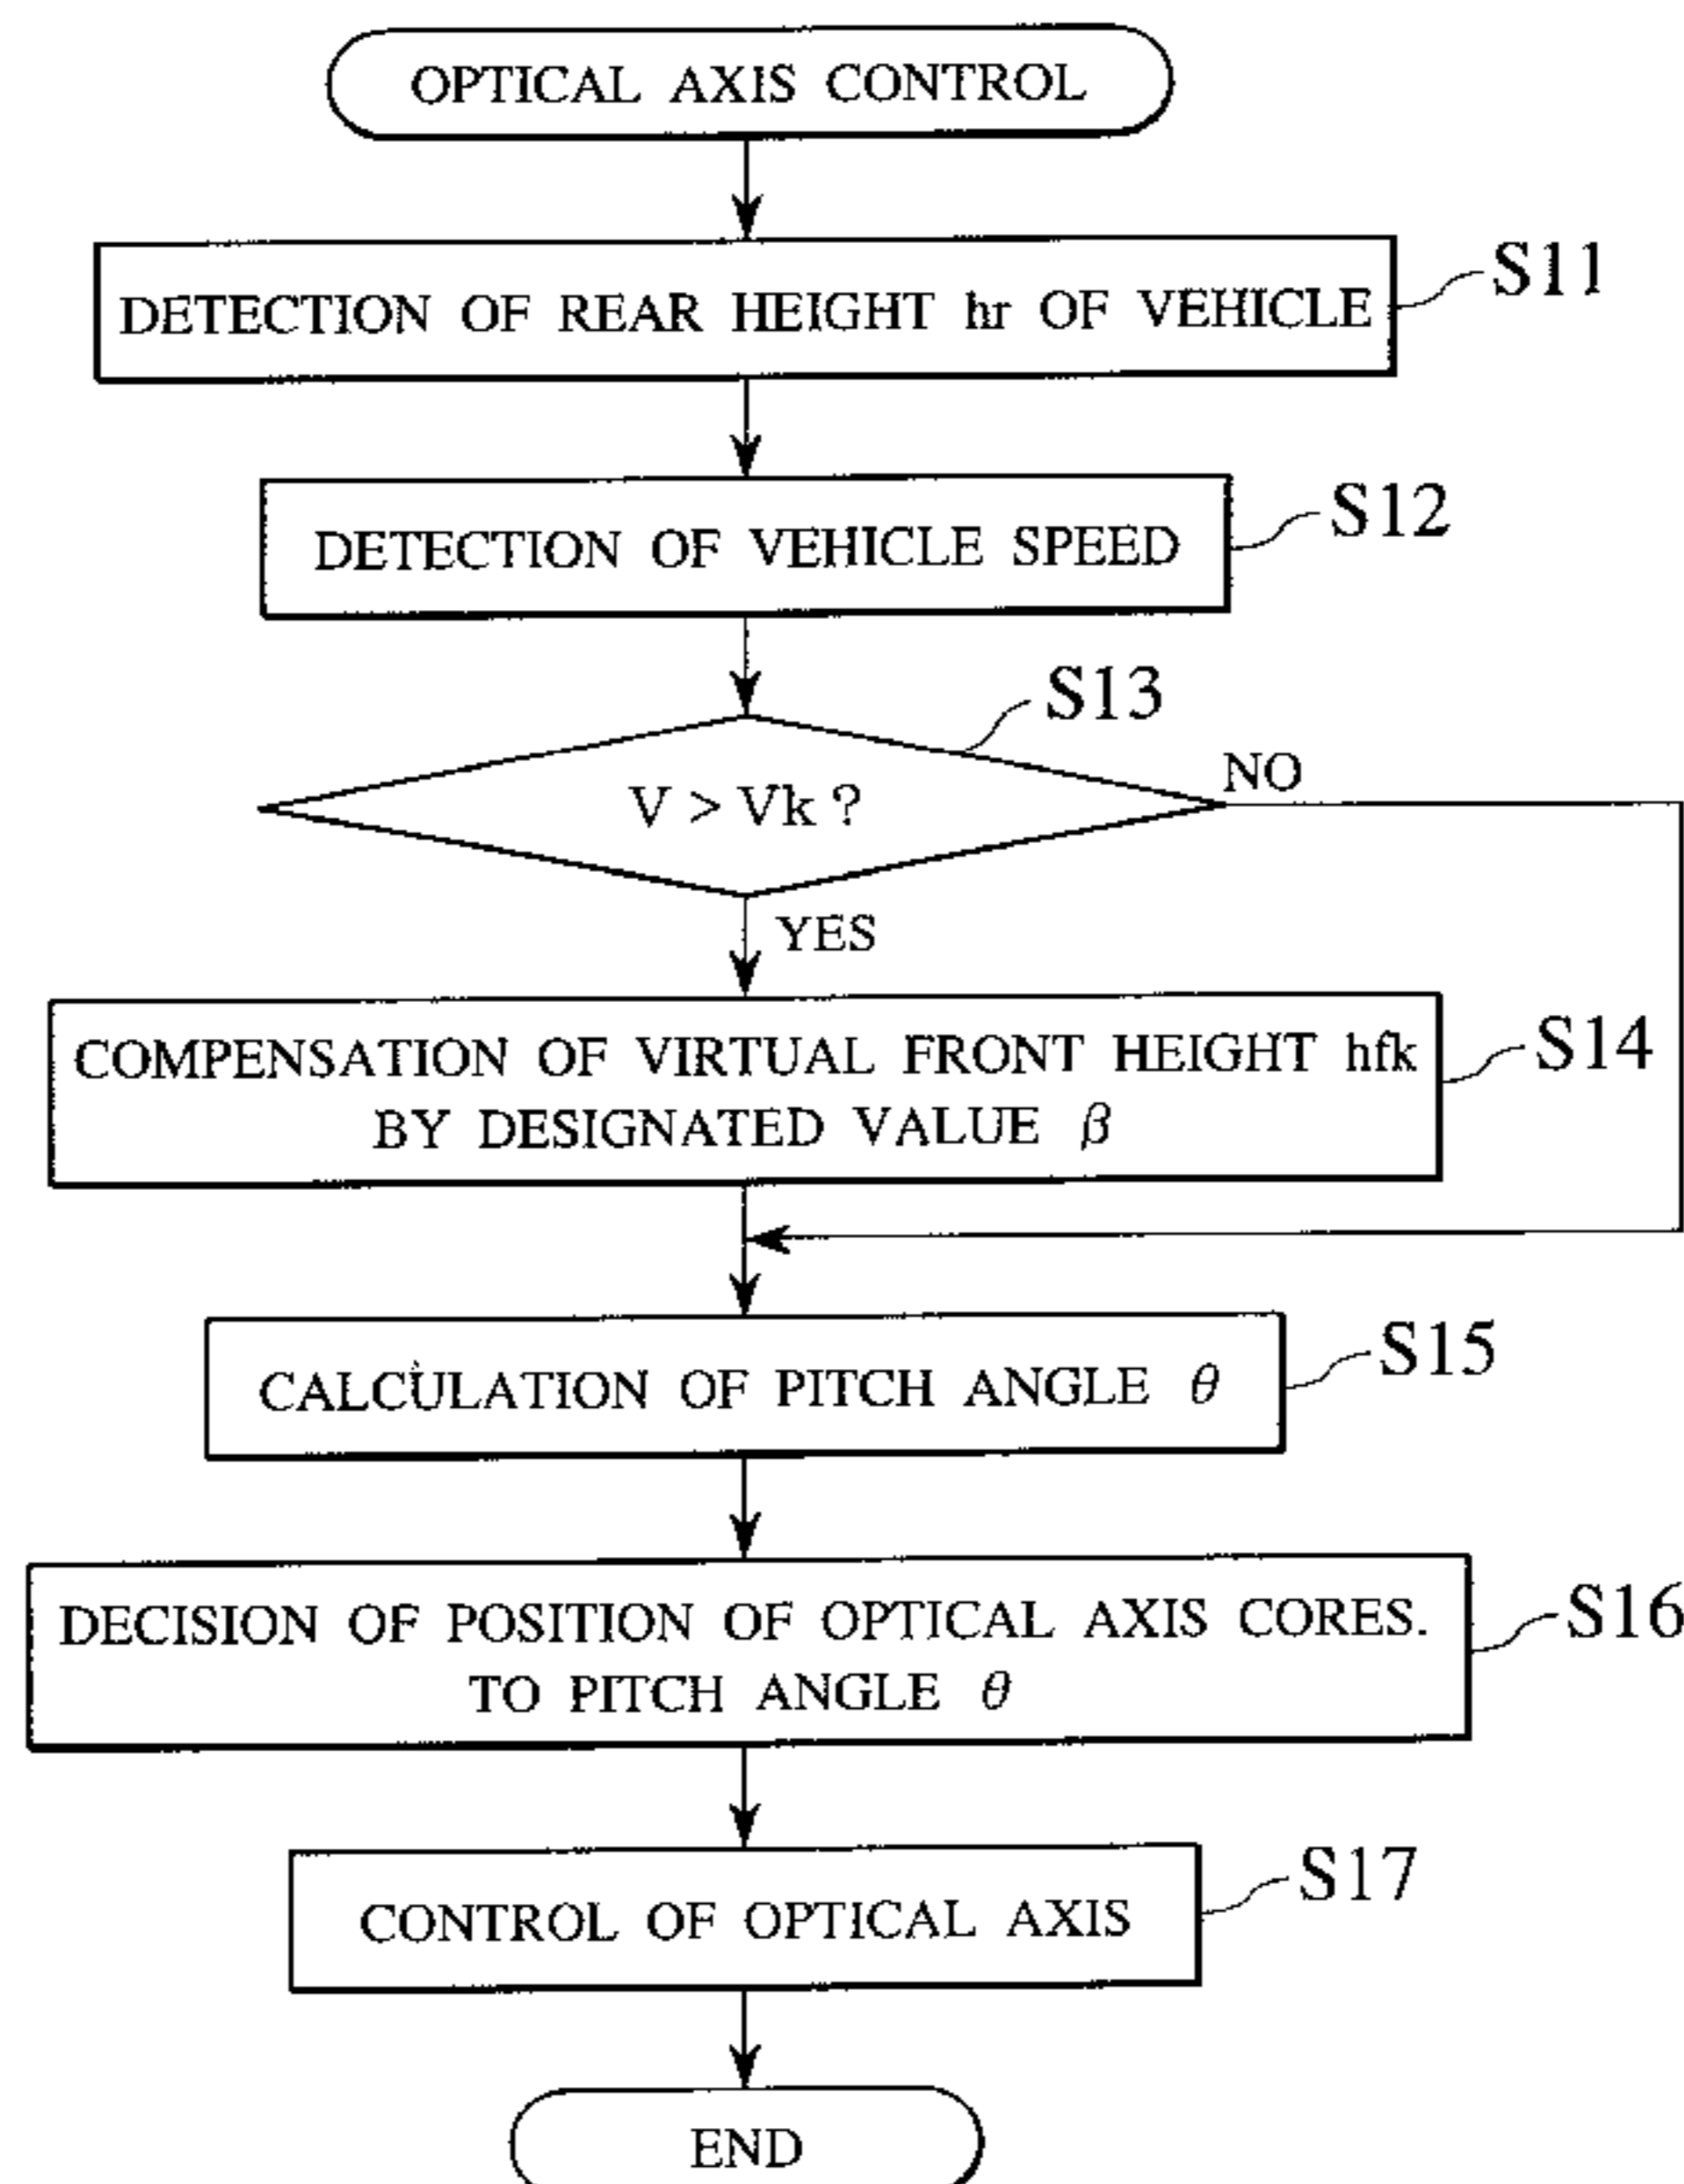 OPTICAL AXIS CONTROL
DETECTION OF REAR HEIGHT hr OF VEHICLE
S11
DETECTION OF VEHICLE SPEED
S12
S13
V > Vk ?
NO
YES
COMPENSATION OF VIRTUAL FRONT HEIGHT hfk
BY DESIGNATED VALUE β
S14
CALCULATION OF PITCH ANGLE θ
S15
DECISION OF POSITION OF OPTICAL AXIS CORES.
TO PITCH ANGLE θ
S16
CONTROL OF OPTICAL AXIS
S17
END